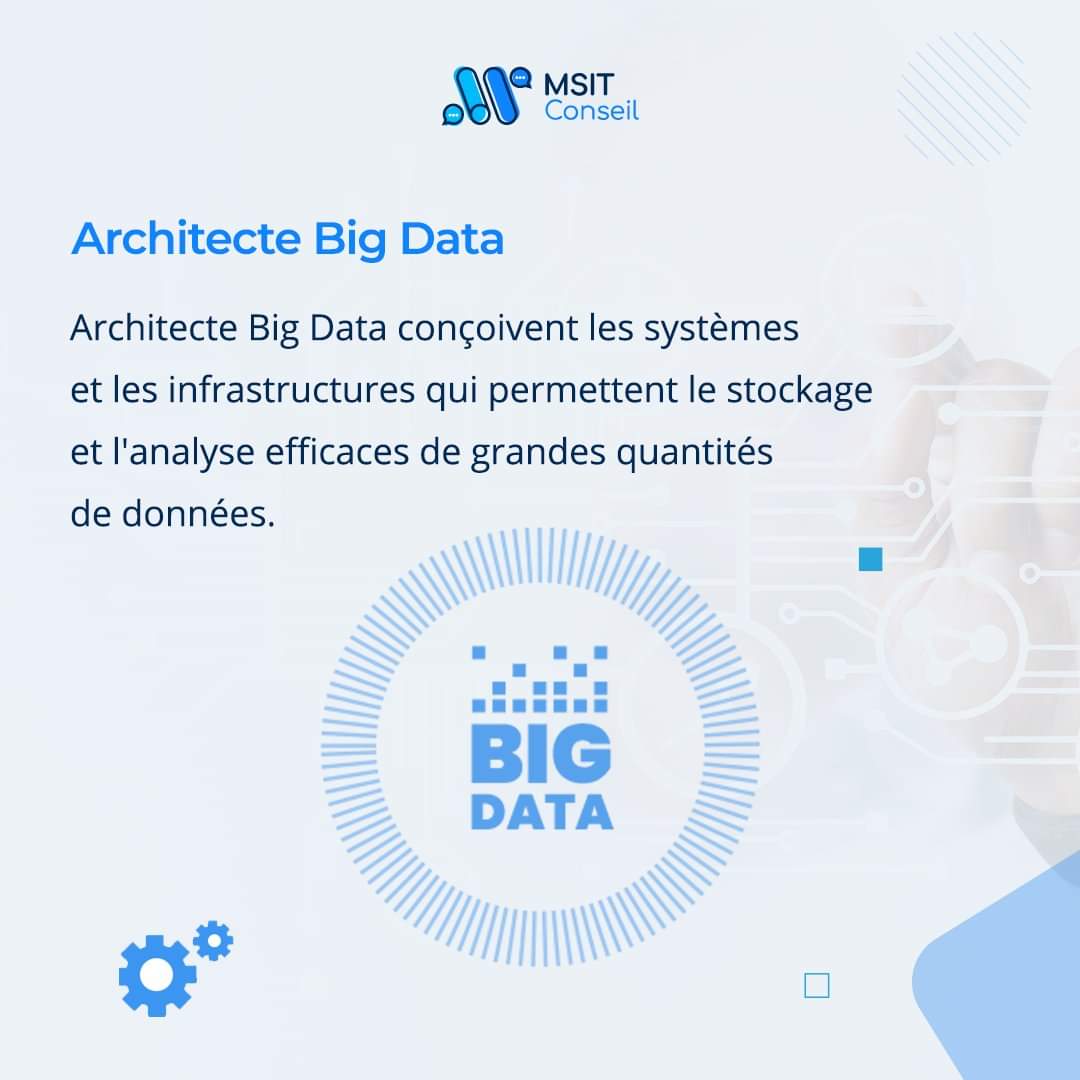 MSIT
Conseil
Architecte Big Data
Architecte Big Data conçoivent les systèmes
et les infrastructures qui permettent le stockage
et l'analyse efficaces de grandes quantités
de données.
BIG
DATA